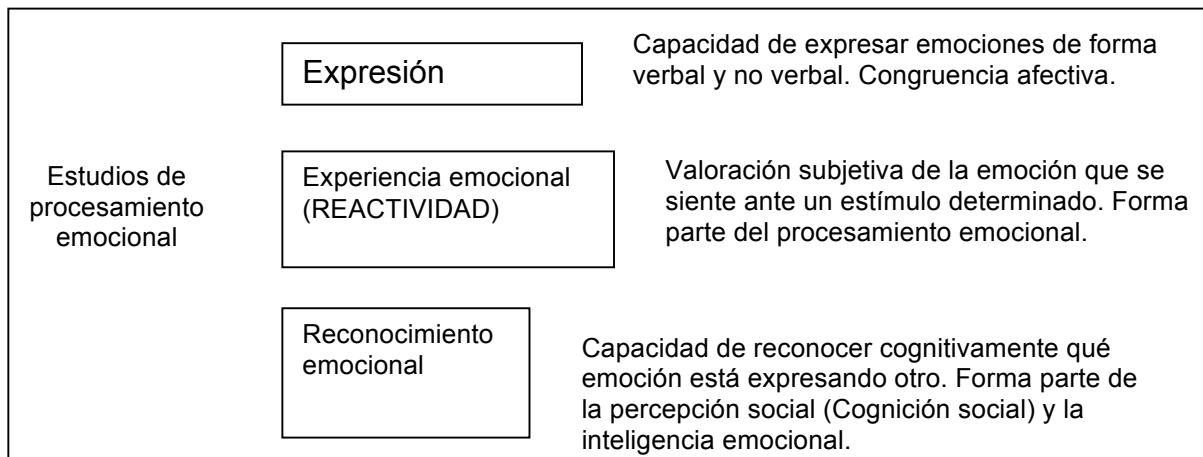 Expresión
Capacidad de expresar emociones de forma
verbal y no verbal. Congruencia afectiva.
Estudios de
procesamiento
emocional
Experiencia emocional
(REACTIVIDAD)
Valoración subjetiva de la emoción que se
siente ante un estímulo determinado. Forma
parte del procesamiento emocional.
Reconocimiento
emocional
Capacidad de reconocer cognitivamente qué
emoción está expresando otro. Forma parte de
la percepción social (Cognición social) y la
inteligencia emocional.